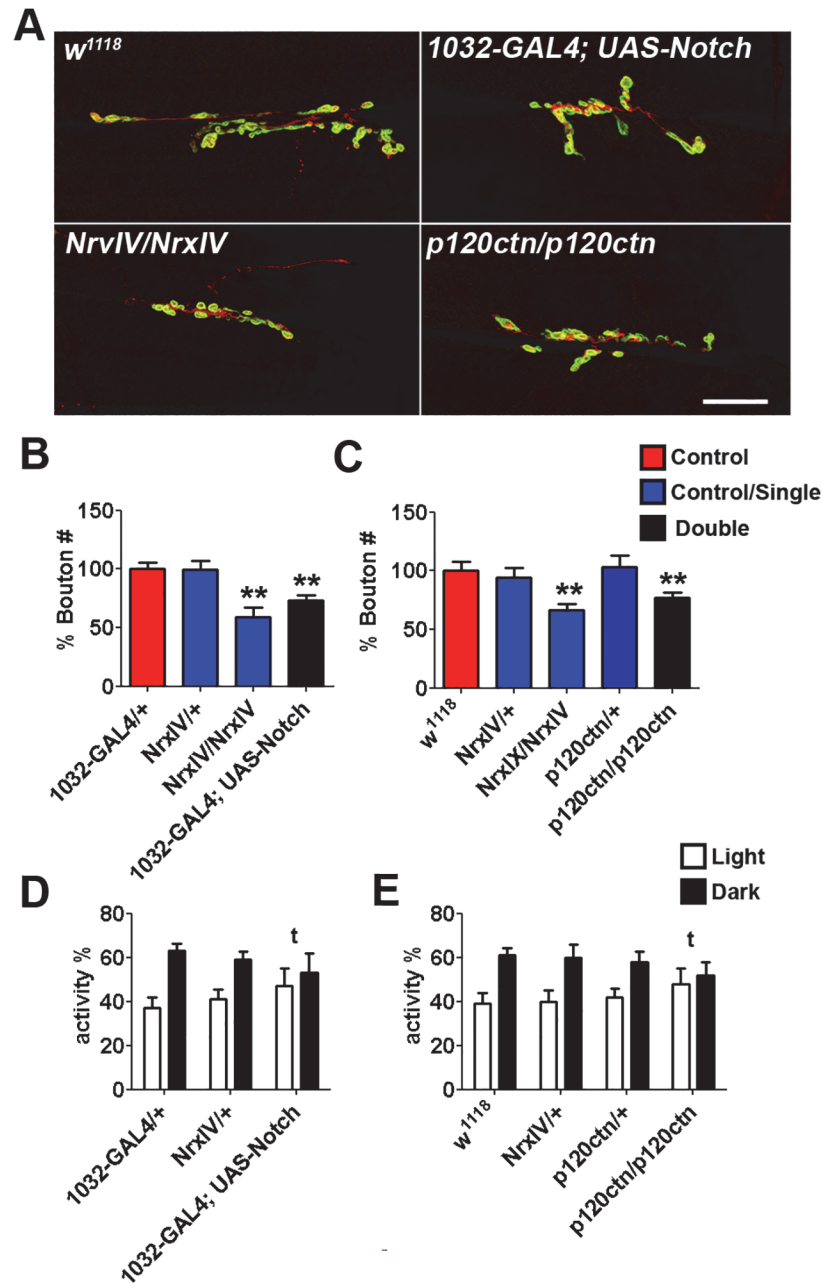 A
w1118
1032-GAL4; UAS-Notch
NrvIV/NrxIV
p120ctn/p120ctn
B
% Bouton #
150
100
50
0
**
**
1032-GAL4/+
NrxIV/+
NrxIV/NrxIV
1032-GAL4; UAS-Notch
C
Control
Control/Single
Double
% Bouton #
150
100
50
0
**
**
w1118
NrxIV/+
NrxIX/NrxIV
p120ctn/+
p120ctn/p120ctn
D
activity %
80
60
40
20
0
t
1032-GAL4/+
NrxIV/+
1032-GAL4; UAS-Notch
E
Light
Dark
activity %
80
60
40
20
0
t
w1118
NrxIV/+
p120ctn/+
p120ctn/p120ctn